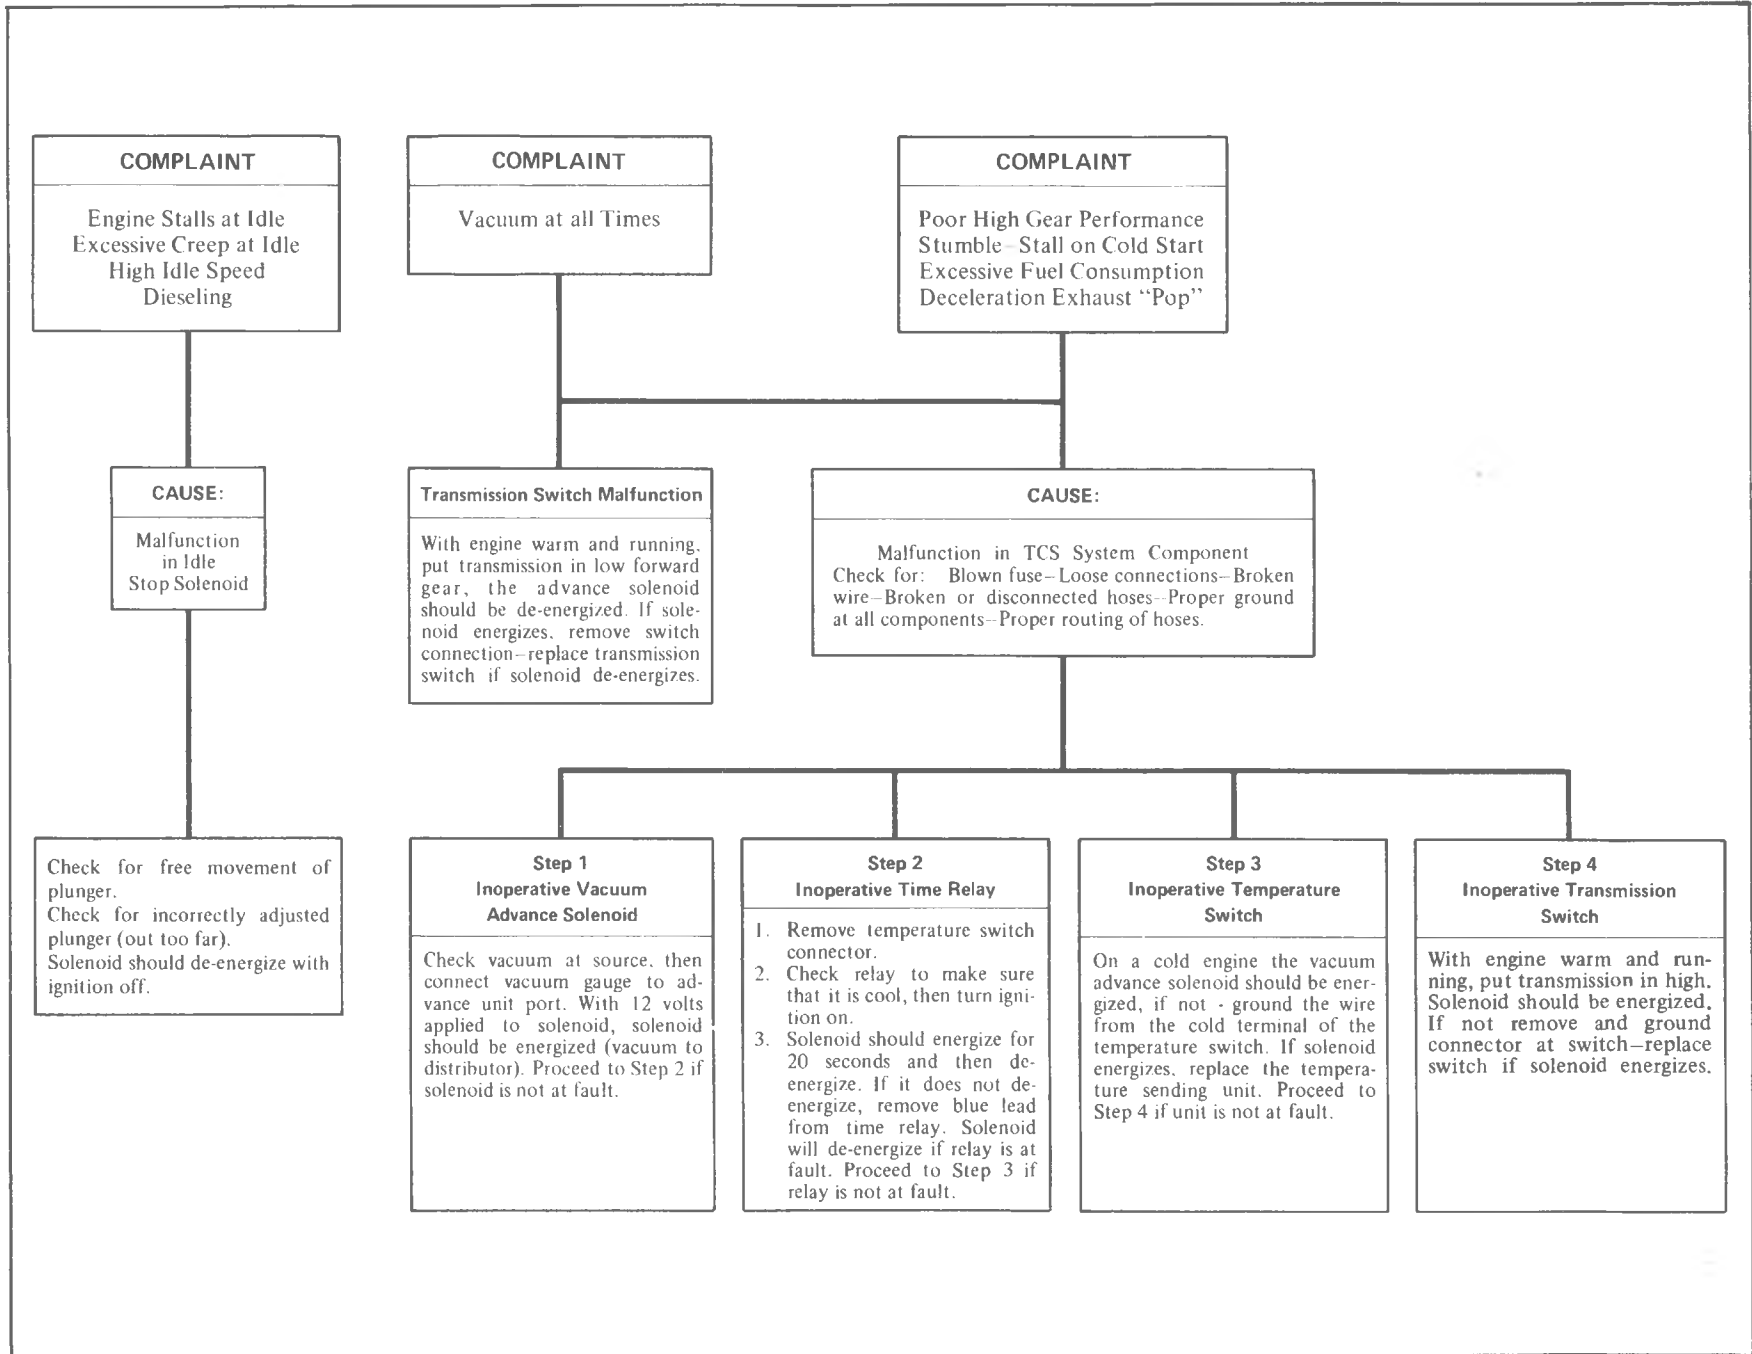 COMPLAINT
Engine Stalls at Idle
Excessive Creep at Idle
High Idle Speed
Dieseling
COMPLAINT
Vacuum at all Times
COMPLAINT
Poor High Gear Performance
Stumble–Stall on Cold Start
Excessive Fuel Consumption
Deceleration Exhaust “Pop”
CAUSE:
Malfunction
in Idle
Stop Solenoid
Transmission Switch Malfunction
With engine warm and running,
put transmission in low forward
gear, the advance solenoid
should be de-energized. If sole-
noid energizes, remove switch
connection–replace transmission
switch if solenoid de-energizes.
CAUSE:
Malfunction in TCS System Component
Check for: Blown fuse–Loose connections–Broken
wire–Broken or disconnected hoses–Proper ground
at all components–Proper routing of hoses.
Check for free movement of
plunger.
Check for incorrectly adjusted
plunger (out too far).
Solenoid should de-energize with
ignition off.
Step 1
Inoperative Vacuum
Advance Solenoid
Check vacuum at source, then
connect vacuum gauge to ad-
vance unit port. With 12 volts
applied to solenoid, solenoid
should be energized (vacuum to
distributor). Proceed to Step 2 if
solenoid is not at fault.
Step 2
Inoperative Time Relay
1. Remove temperature switch
connector.
2. Check relay to make sure
that it is cool, then turn igni-
tion on.
3. Solenoid should energize for
20 seconds and then de-
energize. If it does not de-
energize, remove blue lead
from time relay. Solenoid
will de-energize if relay is at
fault. Proceed to Step 3 if
relay is not at fault.
Step 3
Inoperative Temperature
Switch
On a cold engine the vacuum
advance solenoid should be ener-
gized, if not - ground the wire
from the cold terminal of the
temperature switch. If solenoid
energizes, replace the tempera-
ture sending unit. Proceed to
Step 4 if unit is not at fault.
Step 4
Inoperative Transmission
Switch
With engine warm and run-
ning, put transmission in high.
Solenoid should be energized.
If not remove and ground
connector at switch–replace
switch if solenoid energizes.